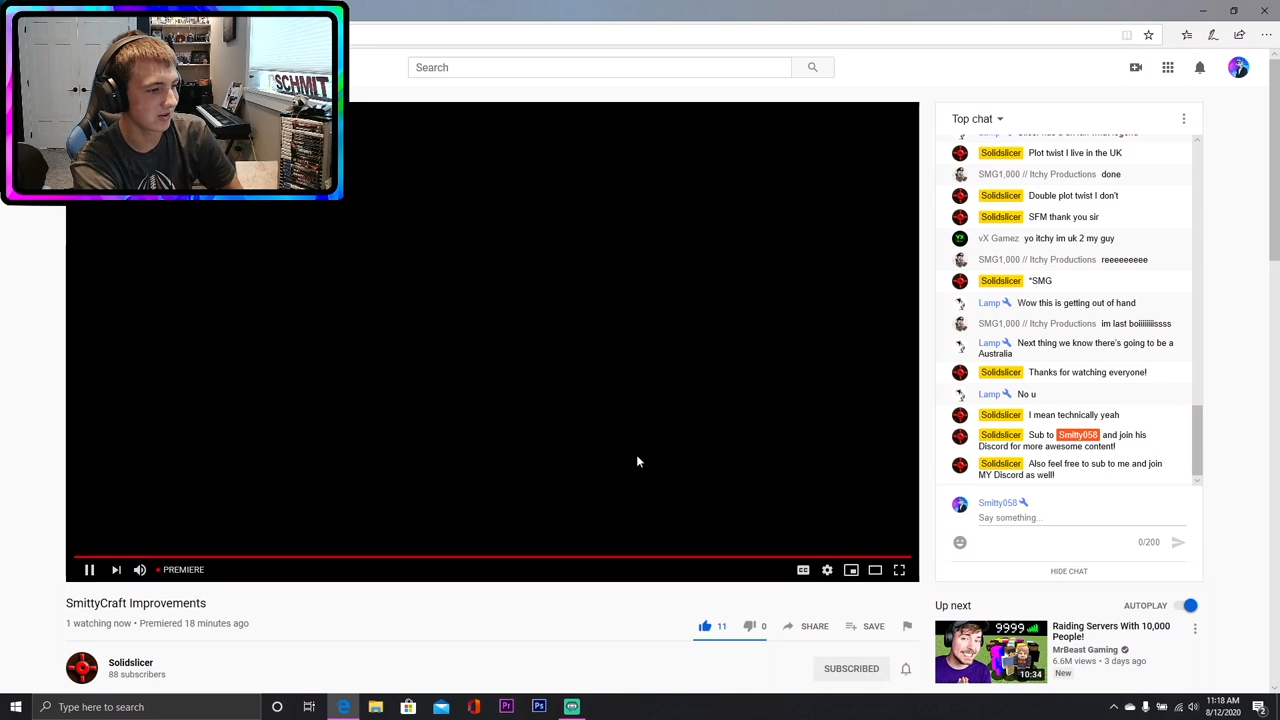 SCHMIT
Search
Top chat
Solidslicer Plot twist I live in the UK
SMG1,000 // Itchy Productions done
Solidslicer Double plot twist I don't
Solidslicer SFM thank you sir
vX Gamez yo itchy im uk 2 my guy
SMG1,000 // Itchy Productions reeeeeeeee
Solidslicer *SMG
Lamp Wow this is getting out of hand
SMG1,000 // Itchy Productions im last boiiiiiiissss
Lamp Next thing we know there's going to be a
Australia
Solidslicer Thanks for watching everyone!
Lamp No u
Solidslicer I mean technically yeah
Solidslicer Sub to Smitty058 and join his
Discord for more awesome content!
Solidslicer Also feel free to sub to me and join
MY Discord as well!
Smitty058
Say something...
0/200
HIDE CHAT
PREMIERE
SmittyCraft Improvements
1 watching now • Premiered 18 minutes ago
11 0 SHARE SAVE
Solidslicer
88 subscribers
SUBSCRIBED
Up next AUTOPLAY
9999
10:34
Raiding Servers With 10,000
People!
MrBeast Gaming
6.6M views • 3 days ago
New
Type here to search
Pr
Ps
11:18 AM
8/12/2020
2